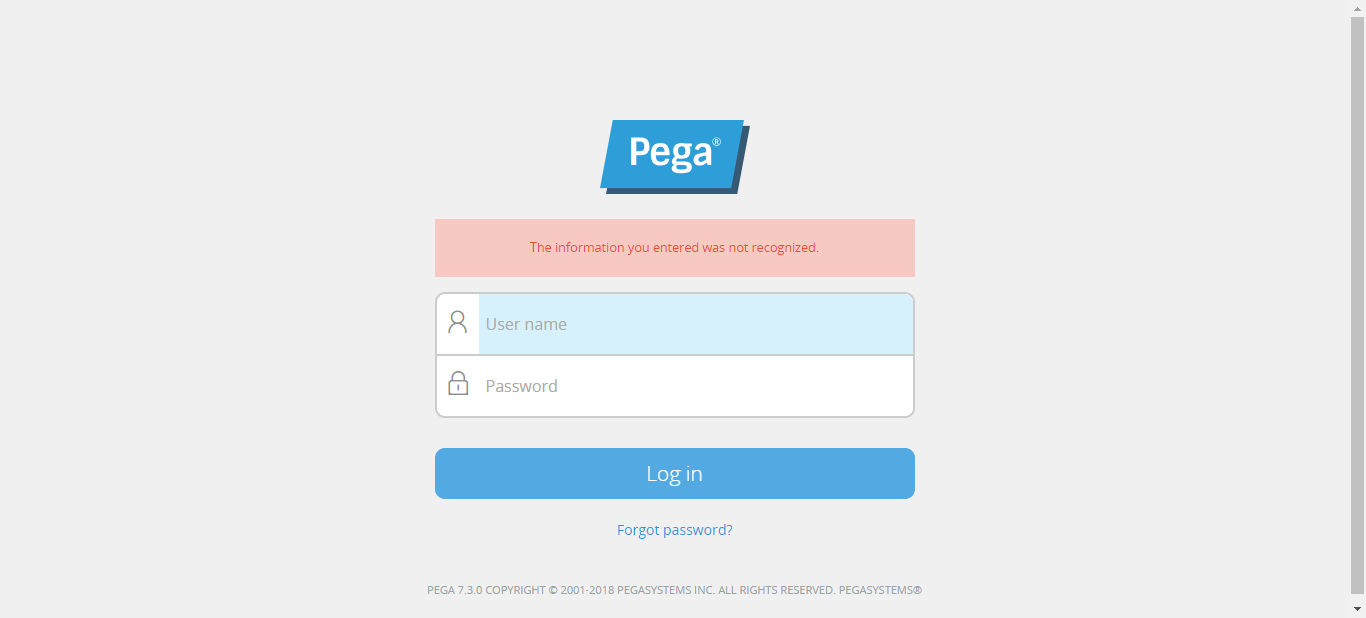 Pega®
The information you entered was not recognized.
User name
Password
Log in
Forgot password?
PEGA 7.3.0 COPYRIGHT © 2001-2018 PEGASYSTEMS INC. ALL RIGHTS RESERVED. PEGASYSTEMS®